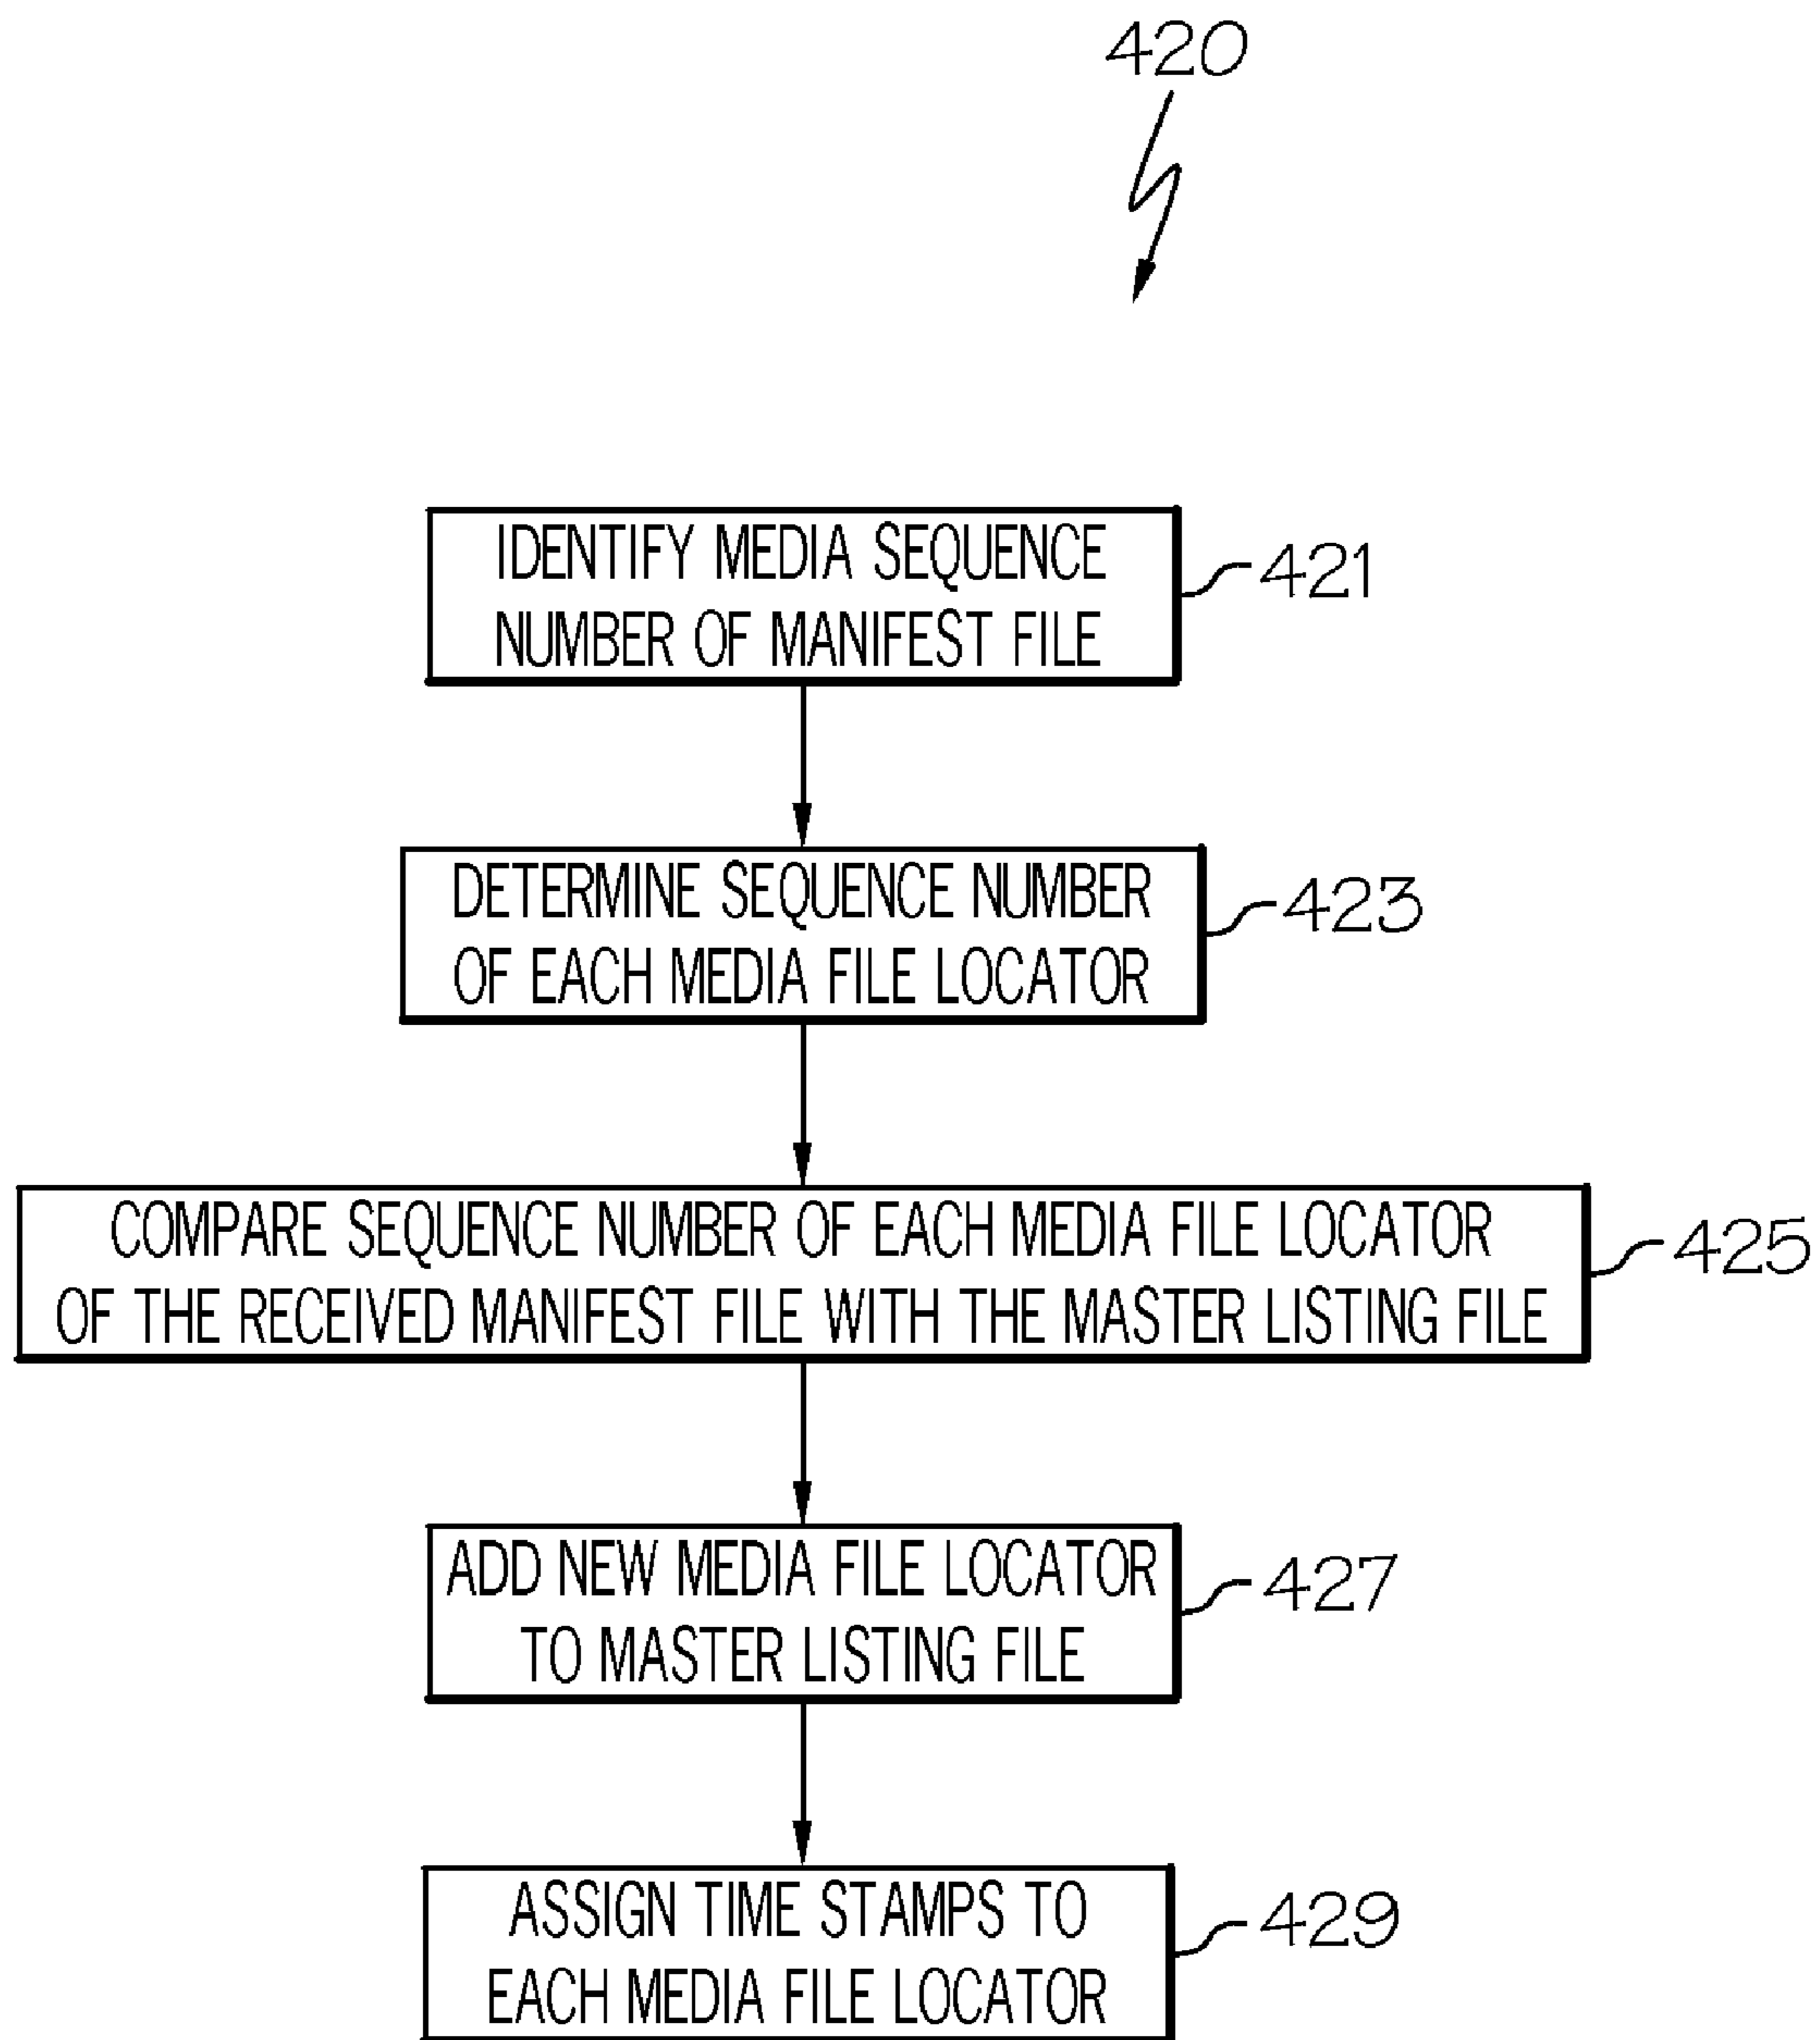 420
IDENTIFY MEDIA SEQUENCE
NUMBER OF MANIFEST FILE
421
DETERMINE SEQUENCE NUMBER
OF EACH MEDIA FILE LOCATOR
423
COMPARE SEQUENCE NUMBER OF EACH MEDIA FILE LOCATOR
OF THE RECEIVED MANIFEST FILE WITH THE MASTER LISTING FILE
425
ADD NEW MEDIA FILE LOCATOR
TO MASTER LISTING FILE
427
ASSIGN TIME STAMPS TO
EACH MEDIA FILE LOCATOR
429